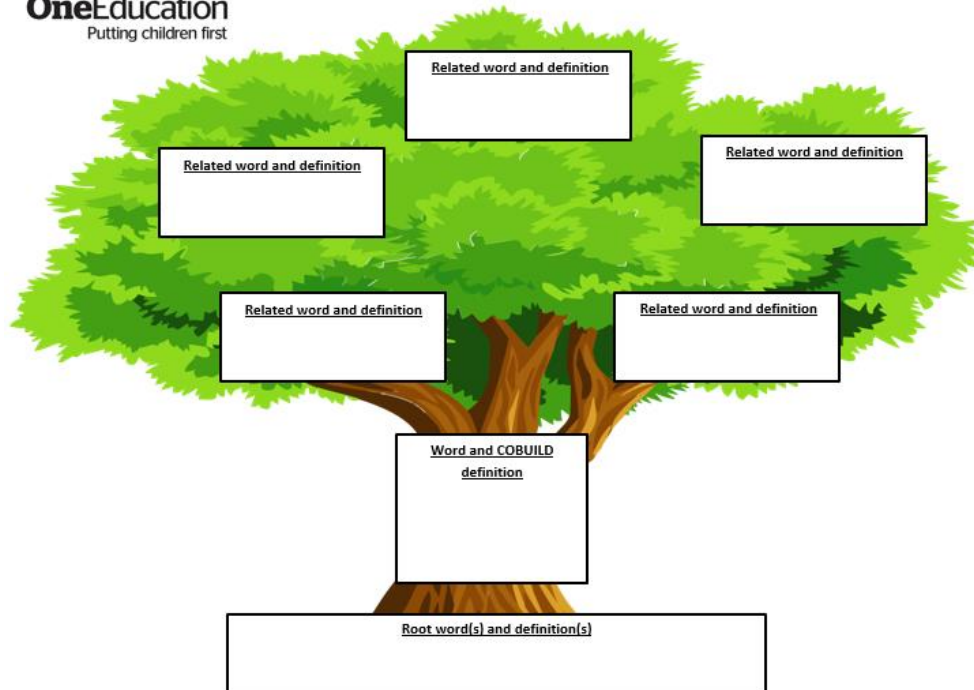 OneEducation
Putting children first
Related word and definition
Related word and definition
Related word and definition
Related word and definition
Related word and definition
Word and COBUILD
definition
Root word(s) and definition(s)